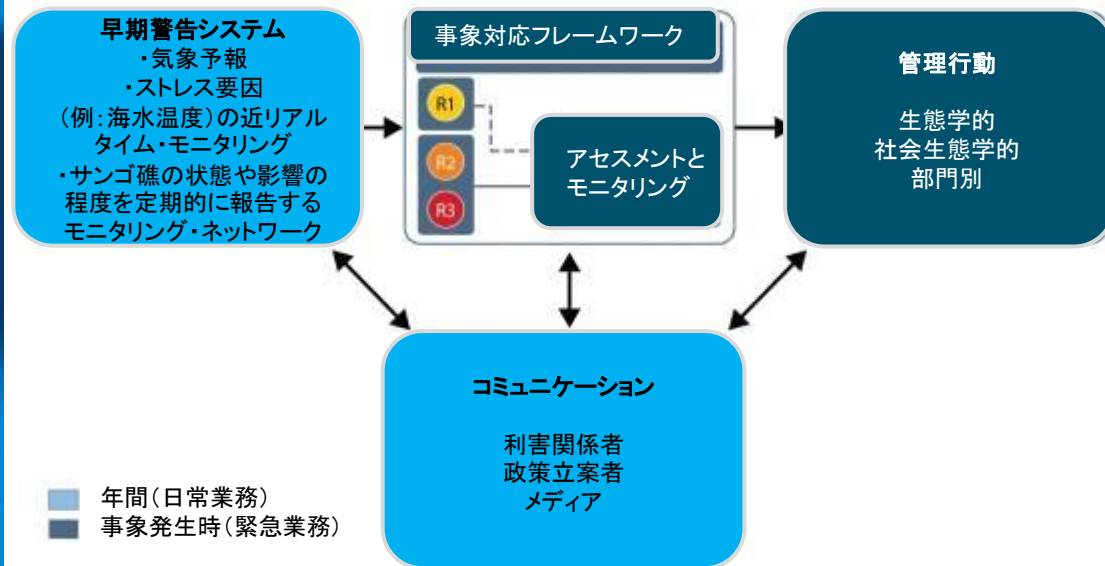 早期警告システム
・気象予報
・ストレス要因
(例:海水温度)の近リアル
タイム・モニタリング
・サンゴ礁の状態や影響の
程度を定期的に報告する
モニタリング・ネットワーク
事象対応フレームワーク
R1
R2
R3
アセスメントと
モニタリング
管理行動
生態学的
社会生態学的
部門別
コミュニケーション
利害関係者
政策立案者
メディア
年間(日常業務)
事象発生時(緊急業務)